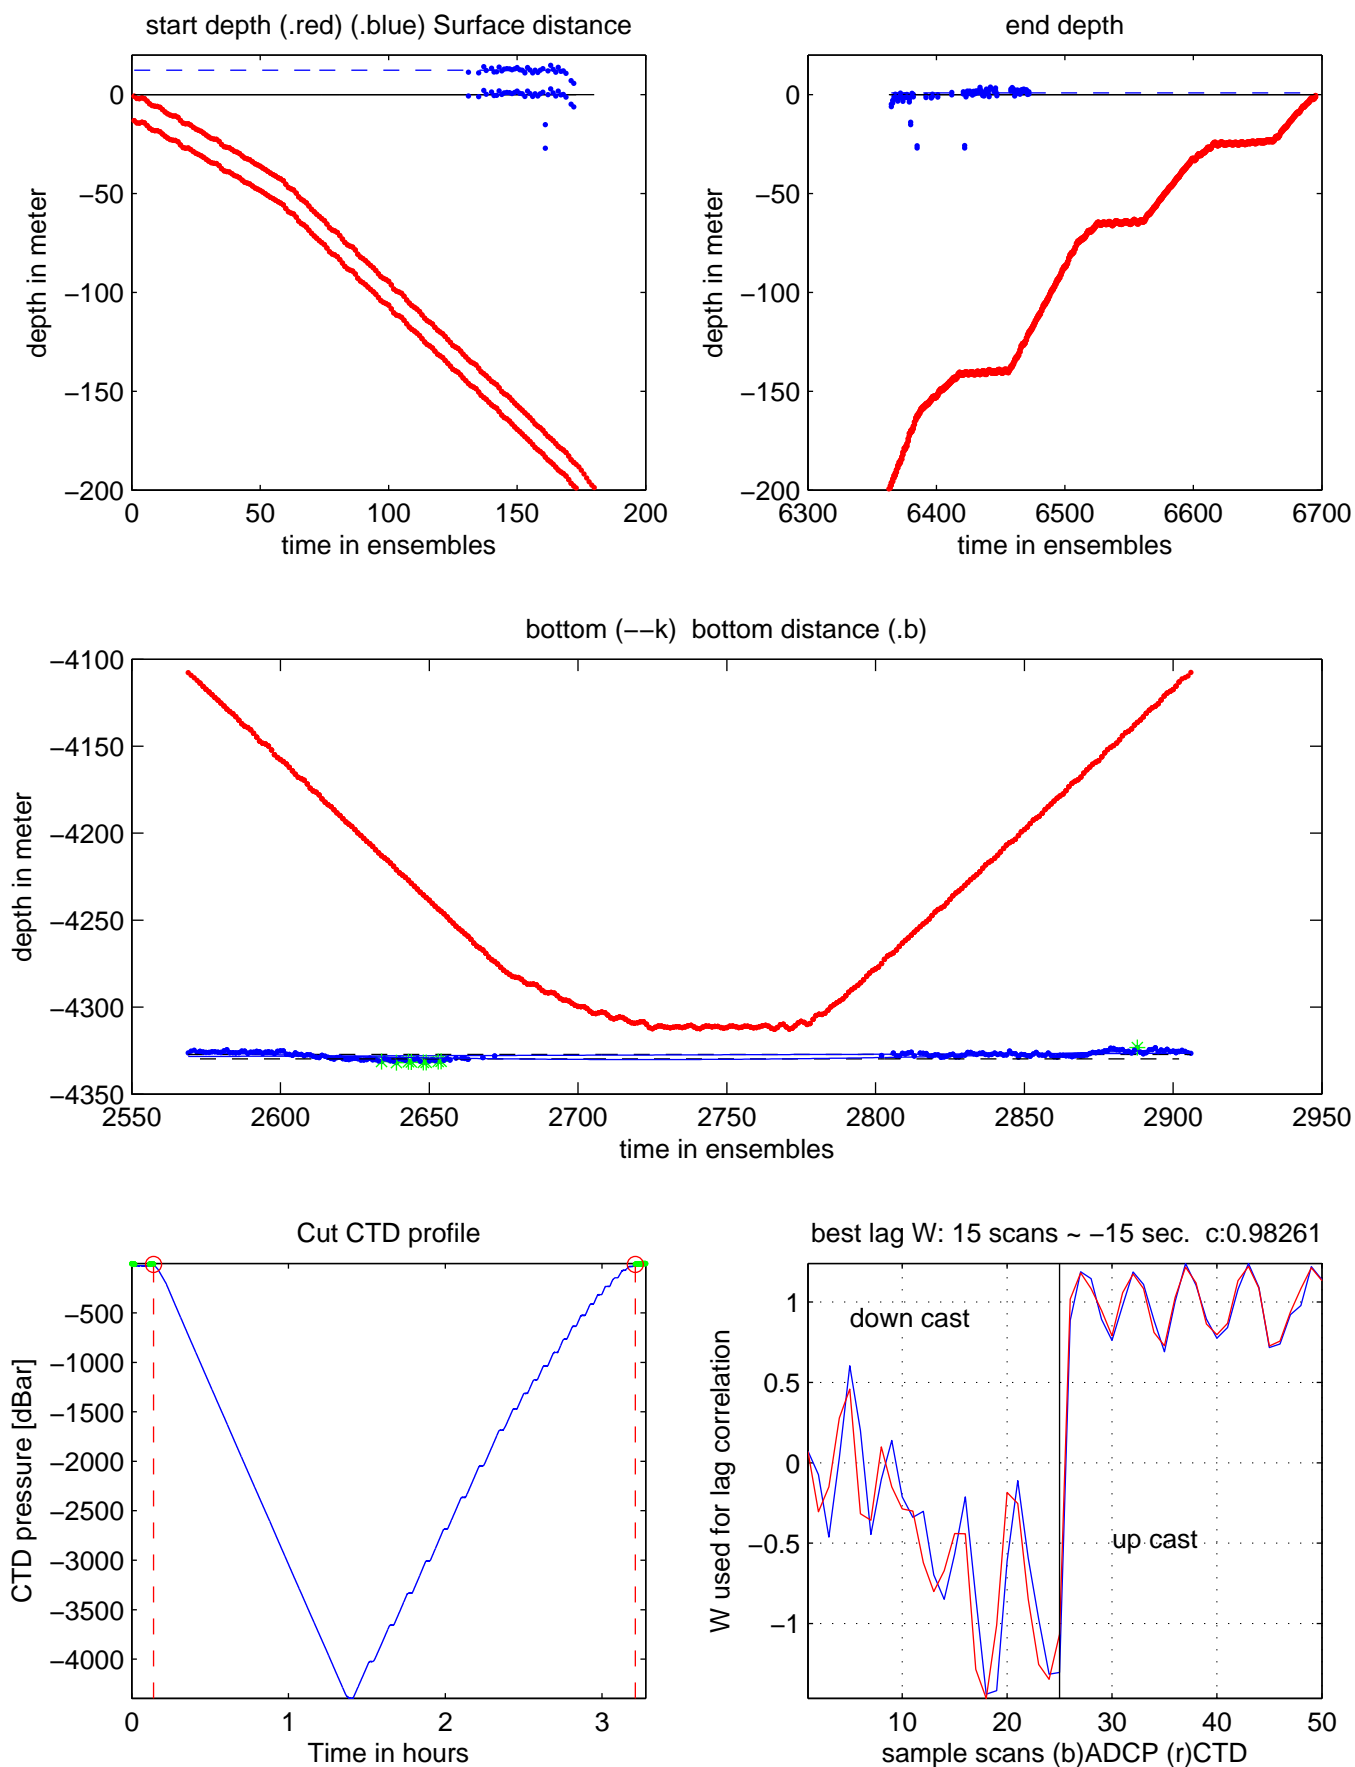 start depth (.red) (.blue) Surface distance
0
−50
−100
−150
−200
depth in meter
0 50 100 150 200
time in ensembles
end depth
0
−50
−100
−150
−200
depth in meter
6300 6400 6500 6600 6700
time in ensembles
bottom (−−k) bottom distance (.b)
−4100
−4150
−4200
−4250
−4300
−4350
depth in meter
2550 2600 2650 2700 2750 2800 2850 2900 2950
time in ensembles
Cut CTD profile
−500
−1000
−1500
−2000
−2500
−3000
−3500
−4000
CTD pressure [dBar]
0 1 2 3
Time in hours
best lag W: 15 scans ~ −15 sec. c:0.98261
1
0.5
0
−0.5
−1
W used for lag correlation
down cast
up cast
10 20 30 40 50
sample scans (b)ADCP (r)CTD